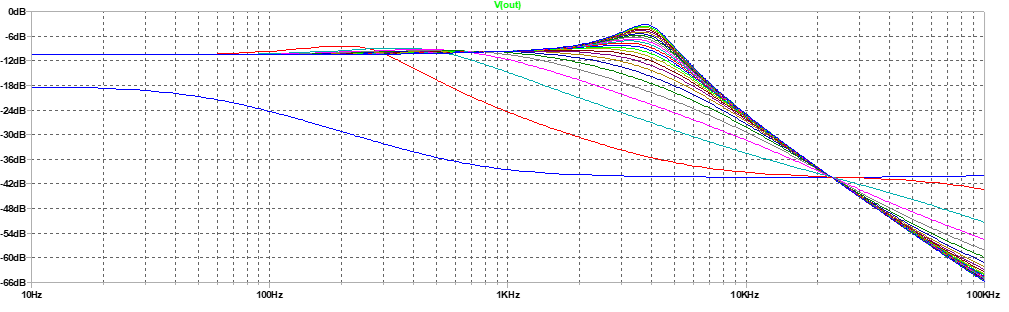 V(out)
0dB
-6dB
-12dB
-18dB
-24dB
-30dB
-36dB
-42dB
-48dB
-54dB
-60dB
-66dB
10Hz 100Hz 1KHz 10KHz 100KHz